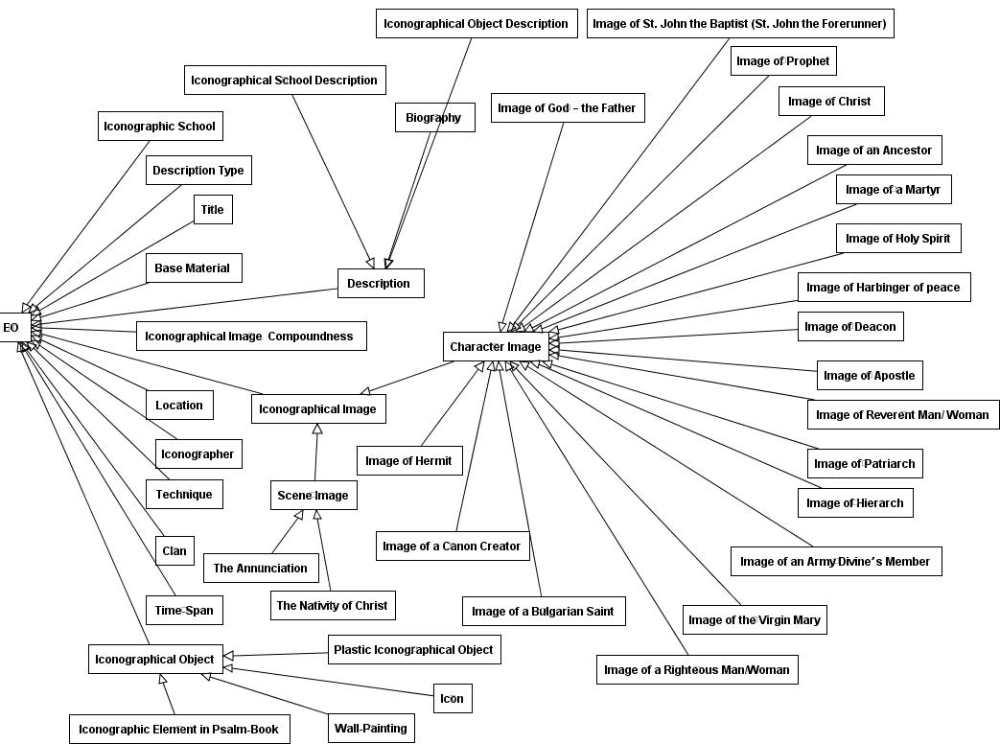 Iconographical Object Description
Image of St. John the Baptist (St. John the Forerunner)
Image of Prophet
Iconographical School Description
Image of Christ
Biography
Image of God - the Father
Iconographic School
Image of an Ancestor
Description Type
Image of a Martyr
Title
Image of Holy Spirit
Base Material
Description
Image of Harbinger of peace
EO
Image of Deacon
Iconographical Image Compoundness
Character Image
Image of Apostle
Location
Iconographical Image
Image of Reverent Man/ Woman
Iconographer
Image of Hermit
Image of Patriarch
Technique
Scene Image
Image of Hierarch
Clan
Image of a Canon Creator
The Annunciation
Image of an Army Divine's Member
Time-Span
The Nativity of Christ
Image of a Bulgarian Saint
Image of the Virgin Mary
Iconographical Object
Plastic Iconographical Object
Image of a Righteous Man/Woman
Icon
Iconographic Element in Psalm-Book
Wall-Painting